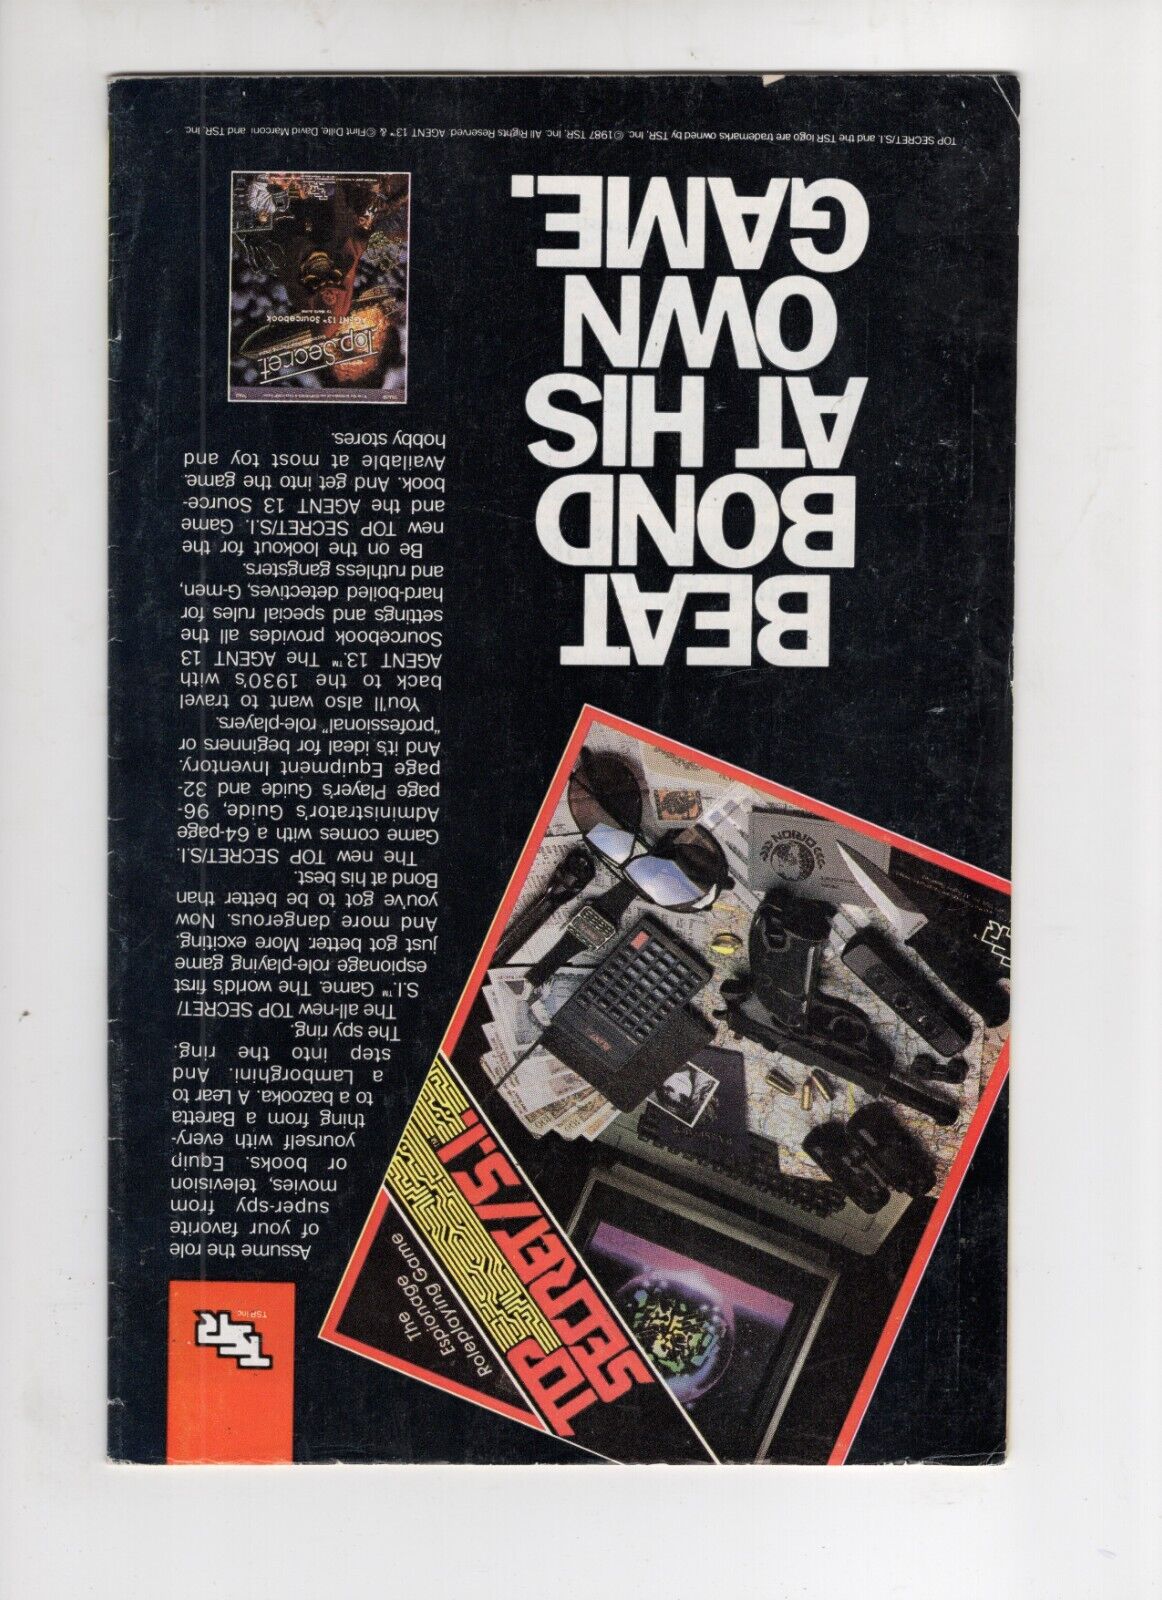 TSR
TSR Inc
The
Espionage
Roleplaying Game
TOP
SECRET/S.I.™
ORION
TSR
BEAT
BOND
AT HIS
OWN
GAME.
Assume the role
of your favorite
super-spy from
movies, television
or books. Equip
yourself with every-
thing from a Baretta
to a bazooka. A Lear to
a Lamborghini. And
step into the ring.
The spy ring.
The all-new TOP SECRET/
S.I.™ Game. The world's first
espionage role-playing game
just got better. More exciting.
And more dangerous. Now
you've got to be better than
Bond at his best.
The new TOP SECRET/S.I.
Game comes with a 64-page
Administrator's Guide, 96-
page Player's Guide and 32-
page Equipment Inventory.
And it's ideal for beginners or
"professional" role-players.
You'll also want to travel
back to the 1930's with
AGENT 13.™ The AGENT 13
Sourcebook provides all the
settings and special rules for
hard-boiled detectives, G-men,
and ruthless gangsters.
Be on the lookout for the
new TOP SECRET/S.I. Game
and the AGENT 13 Source-
book. And get into the game.
Available at most toy and
hobby stores.
Top Secret
AGENT 13™ Sourcebook
TOP SECRET/S.I. and the TSR logo are trademarks owned by TSR, Inc. ©1987 TSR, Inc. All Rights Reserved. AGENT 13™ & © Flint Dille, David Marconi and TSR, Inc.